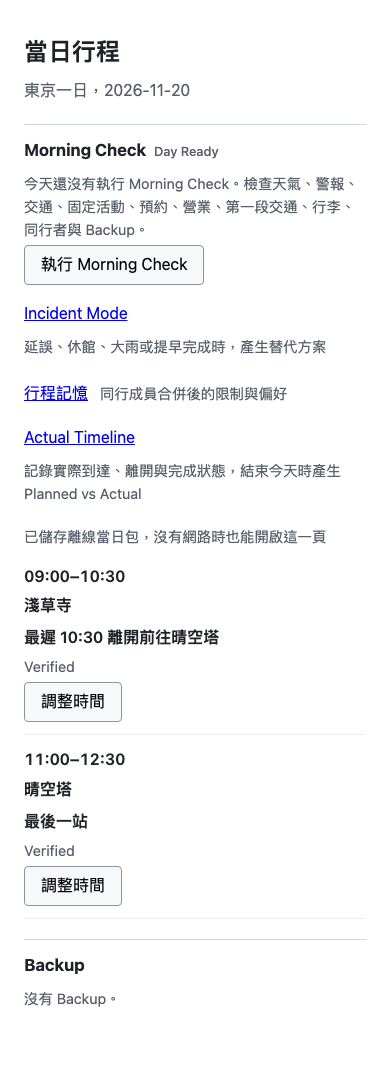 當日行程
東京一日，2026-11-20
Morning Check Day Ready
今天還沒有執行 Morning Check。檢查天氣、警報、
交通、固定活動、預約、營業、第一段交通、行李、
同行者與 Backup。
執行 Morning Check
Incident Mode
延誤、休館、大雨或提早完成時，產生替代方案
行程記憶 同行成員合併後的限制與偏好
Actual Timeline
記錄實際到達、離開與完成狀態，結束今天時產生
Planned vs Actual
已儲存離線當日包，沒有網路時也能開啟這一頁
09:00–10:30
淺草寺
最遲 10:30 離開前往晴空塔
Verified
調整時間
11:00–12:30
晴空塔
最後一站
Verified
調整時間
Backup
沒有 Backup。